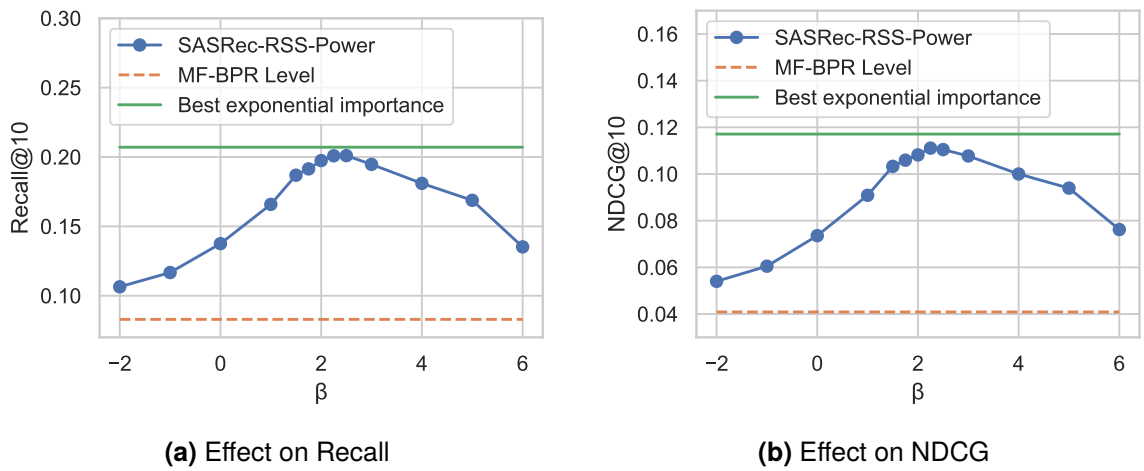 0.30
0.25
0.20
0.15
0.10
Recall@10
SASRec-RSS-Power
MF-BPR Level
Best exponential importance
−2
0
2
4
6
β
(a) Effect on Recall
0.16
0.14
0.12
0.10
0.08
0.06
0.04
NDCG@10
SASRec-RSS-Power
MF-BPR Level
Best exponential importance
−2
0
2
4
6
β
(b) Effect on NDCG